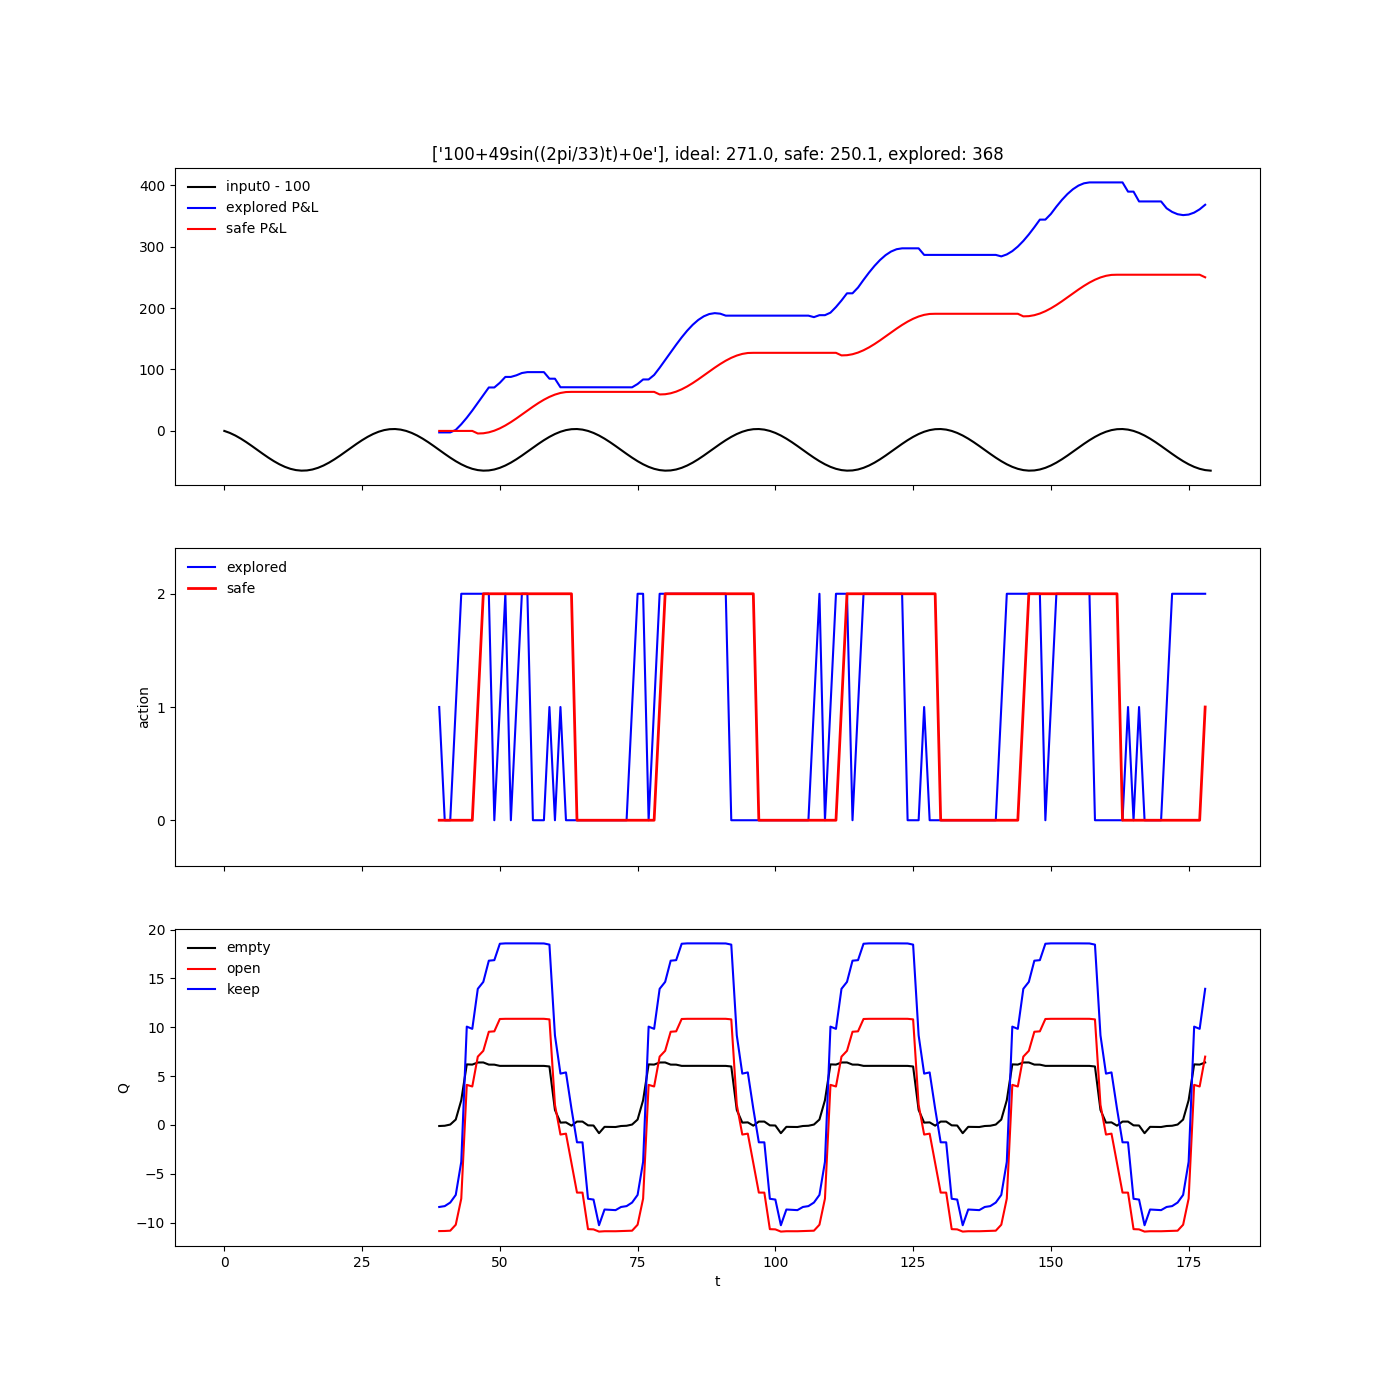 ['100+49sin((2pi/33)t)+0e'], ideal: 271.0, safe: 250.1, explored: 368
input0 - 100
explored P&L
safe P&L
400
300
200
100
0
explored
safe
2
1
0
action
empty
open
keep
20
15
10
5
0
−5
−10
Q
0 25 50 75 100 125 150 175
t